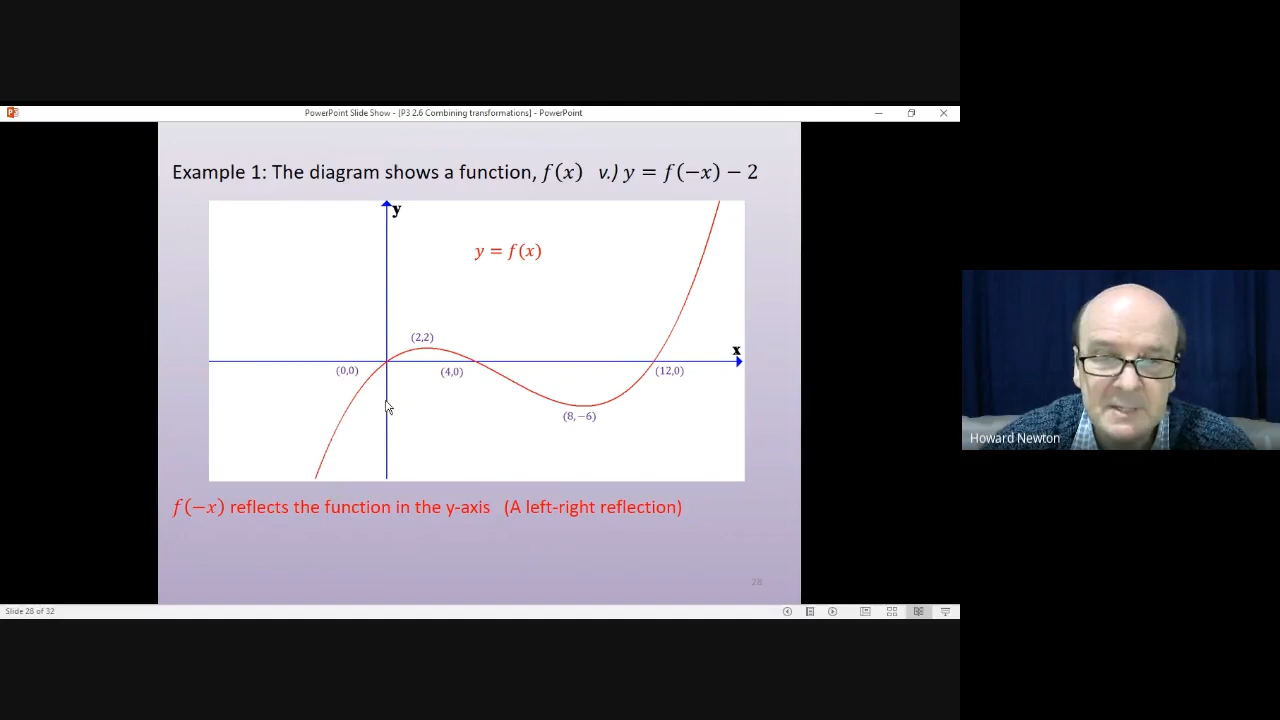 PowerPoint Slide Show - [P3 2.6 Combining transformations] - PowerPoint
Example 1: The diagram shows a function, f(x) v.) y = f(−x) − 2
y
y = f(x)
(2,2)
x
(0,0)
(4,0)
(12,0)
(8,−6)
Howard Newton
f(−x) reflects the function in the y-axis (A left-right reflection)
28
Slide 28 of 32